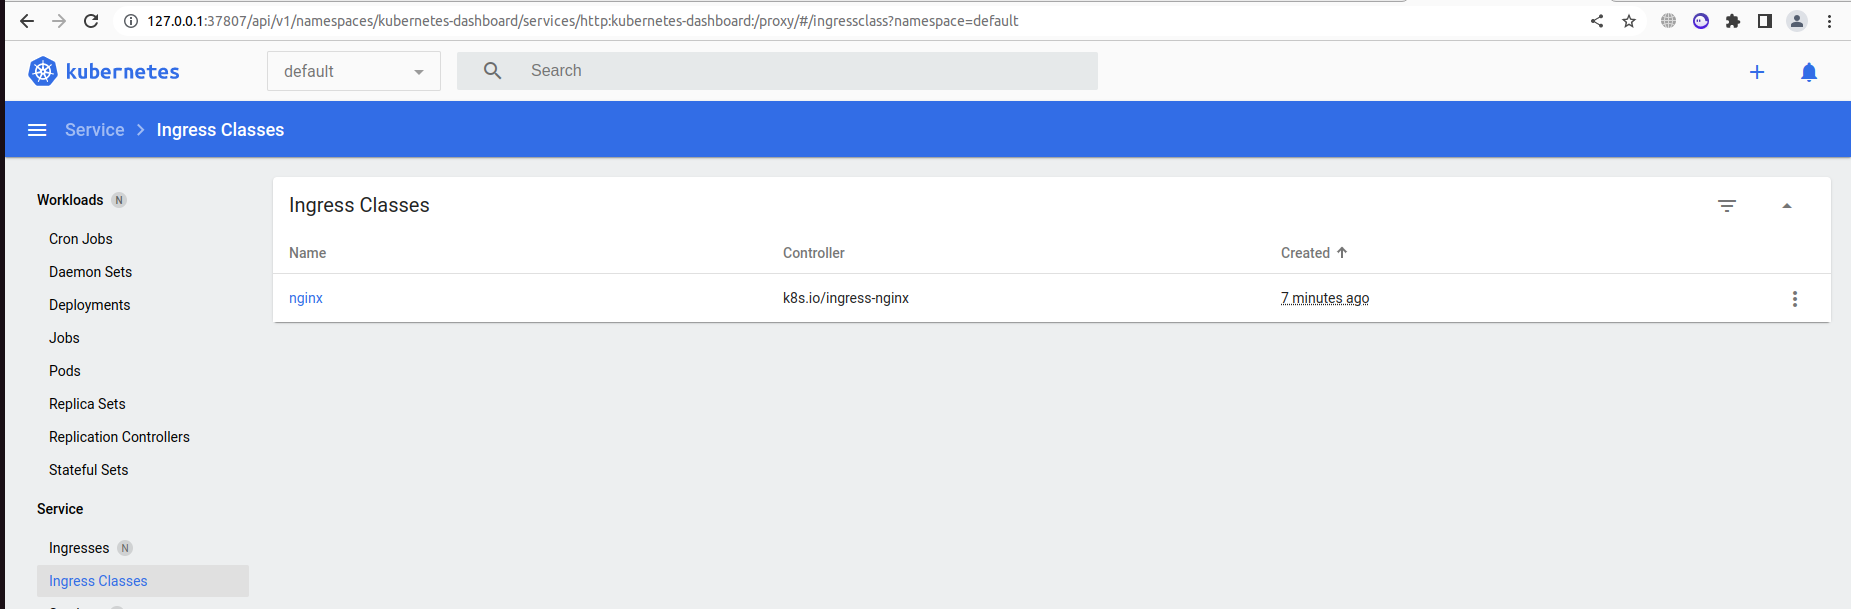 127.0.0.1:37807/api/v1/namespaces/kubernetes-dashboard/services/http:kubernetes-dashboard:/proxy/#/ingressclass?namespace=default
kubernetes
default
Search
Service
Ingress Classes
Workloads N
Cron Jobs
Daemon Sets
Deployments
Jobs
Pods
Replica Sets
Replication Controllers
Stateful Sets
Service
Ingresses N
Ingress Classes
Ingress Classes
Name Controller Created
nginx k8s.io/ingress-nginx 7 minutes ago